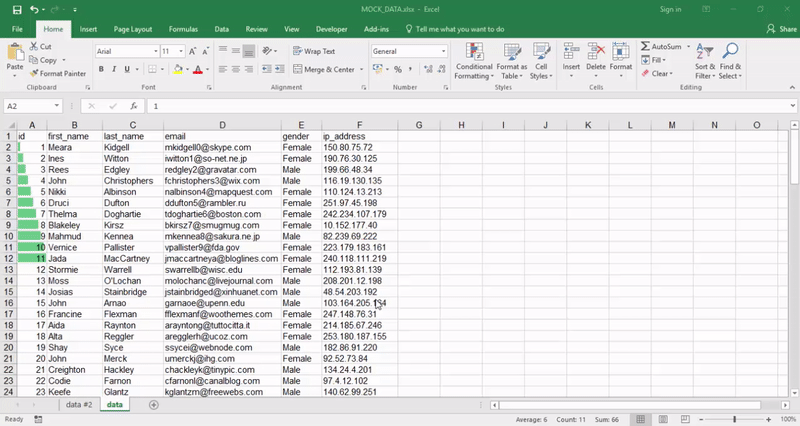 MOCK_DATA.xlsx - Excel Sign in
File Home Insert Page Layout Formulas Data Review View Developer Add-ins Tell me what you want to do Share
Cut Arial 11 Wrap Text General AutoSum
Copy Fill
Paste Format Painter Merge & Center Conditional Formatting Format as Table Cell Styles Insert Delete Format Clear Sort & Filter Find & Select
Clipboard Font Alignment Number Styles Cells Editing
A2 1
A B C D E F G H I J K L M N O
1 id first_name last_name email gender ip_address
2 1 Meara Kidgell mkidgell0@skype.com Female 150.80.75.72
3 2 Ines Witton iwitton1@so-net.ne.jp Female 190.76.30.125
4 3 Rees Edgley redgley2@gravatar.com Male 199.66.48.34
5 4 John Christophers fchristophers3@wix.com Male 116.19.130.135
6 5 Nikki Albinson nalbinson4@mapquest.com Female 110.124.13.213
7 6 Druci Dufton ddufton5@rambler.ru Female 251.97.45.198
8 7 Thelma Doghartie tdoghartie6@boston.com Female 242.234.107.179
9 8 Blakeley Kirsz bkirsz7@smugmug.com Female 10.152.177.40
10 9 Mahmud Kennea mkennea8@sakura.ne.jp Male 82.239.69.222
11 10 Vernice Pallister vpallister9@fda.gov Female 223.179.183.161
12 11 Jada MacCartney jmaccartneya@bloglines.com Female 240.118.111.219
13 12 Stormie Warrell swarrellb@wisc.edu Female 112.193.81.139
14 13 Moss O'Lochan molochanc@livejournal.com Male 208.201.12.198
15 14 Josias Stainbridge jstainbridged@xinhuanet.com Male 48.54.203.192
16 15 John Arnao garnaoe@upenn.edu Male 103.164.205.134
17 16 Francine Flexman fflexmanf@woothemes.com Female 247.148.76.31
18 17 Aida Raynton arayntong@tuttocitta.it Female 214.185.67.246
19 18 Alta Reggler aregglerh@ucoz.com Female 253.180.187.155
20 19 Shay Syce ssycei@webnode.com Male 182.86.91.220
21 20 John Merck umerckj@ihg.com Female 92.52.73.84
22 21 Creighton Hackley chackleyk@tinypic.com Male 134.24.4.201
23 22 Codie Farnon cfarnonl@canalblog.com Male 97.4.12.102
24 23 Keefe Glantz kglantzm@freewebs.com Male 140.62.99.251
data #2 data
Ready Average: 6 Count: 11 Sum: 66 100%